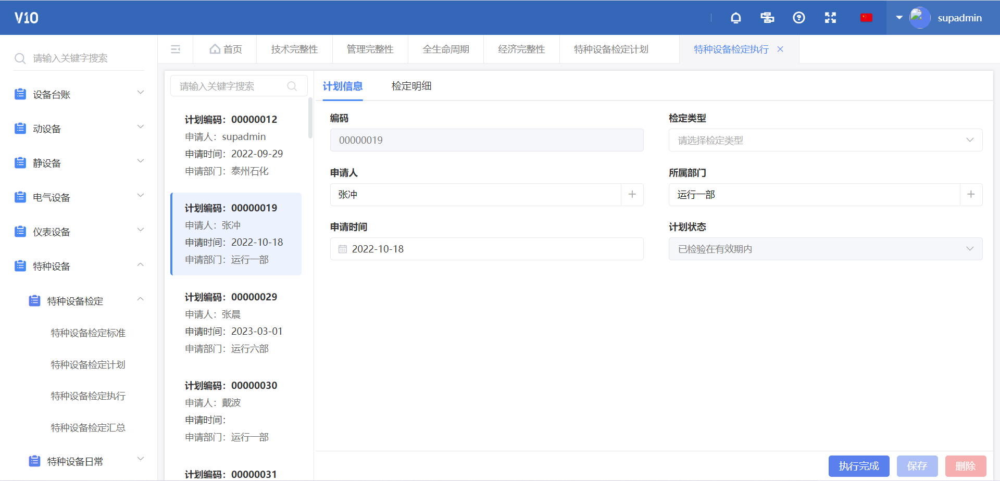 V10
supadmin
请输入关键字搜索
设备台账
动设备
静设备
电气设备
仪表设备
特种设备
特种设备检定
特种设备检定标准
特种设备检定计划
特种设备检定执行
特种设备检定汇总
特种设备日常
首页
技术完整性
管理完整性
全生命周期
经济完整性
特种设备检定计划
特种设备检定执行
请输入关键字搜索
计划编码：00000012
申请人：supadmin
申请时间：2022-09-29
申请部门：泰州石化
计划编码：00000019
申请人：张冲
申请时间：2022-10-18
申请部门：运行一部
计划编码：00000029
申请人：张晨
申请时间：2023-03-01
申请部门：运行六部
计划编码：00000030
申请人：戴波
申请时间：
申请部门：运行一部
计划编码：00000031
计划信息
检定明细
编码
00000019
检定类型
请选择检定类型
申请人
张冲
所属部门
运行一部
申请时间
2022-10-18
计划状态
已检验在有效期内
执行完成
保存
删除